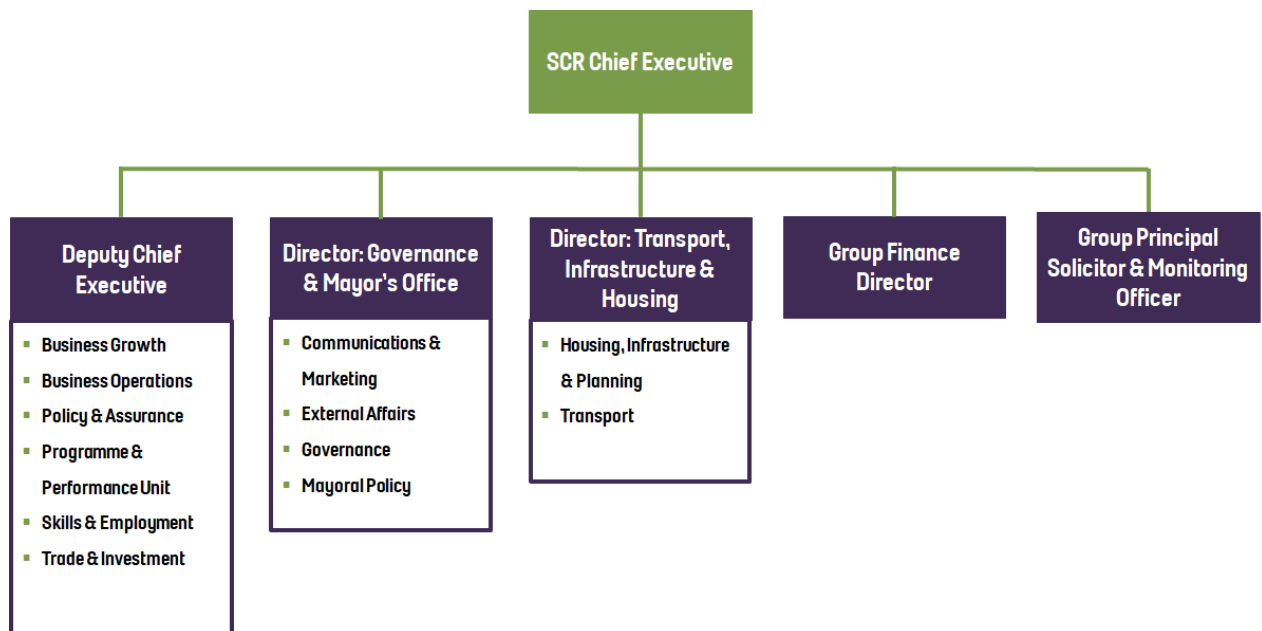 SCR Chief Executive
Deputy Chief
Executive
Business Growth
Business Operations
Policy & Assurance
Programme &
Performance Unit
Skills & Employment
Trade & Investment
Director: Governance
& Mayor's Office
Communications &
Marketing
External Affairs
Governance
Mayoral Policy
Director: Transport,
Infrastructure &
Housing
Housing, Infrastructure
& Planning
Transport
Group Finance
Director
Group Principal
Solicitor & Monitoring
Officer